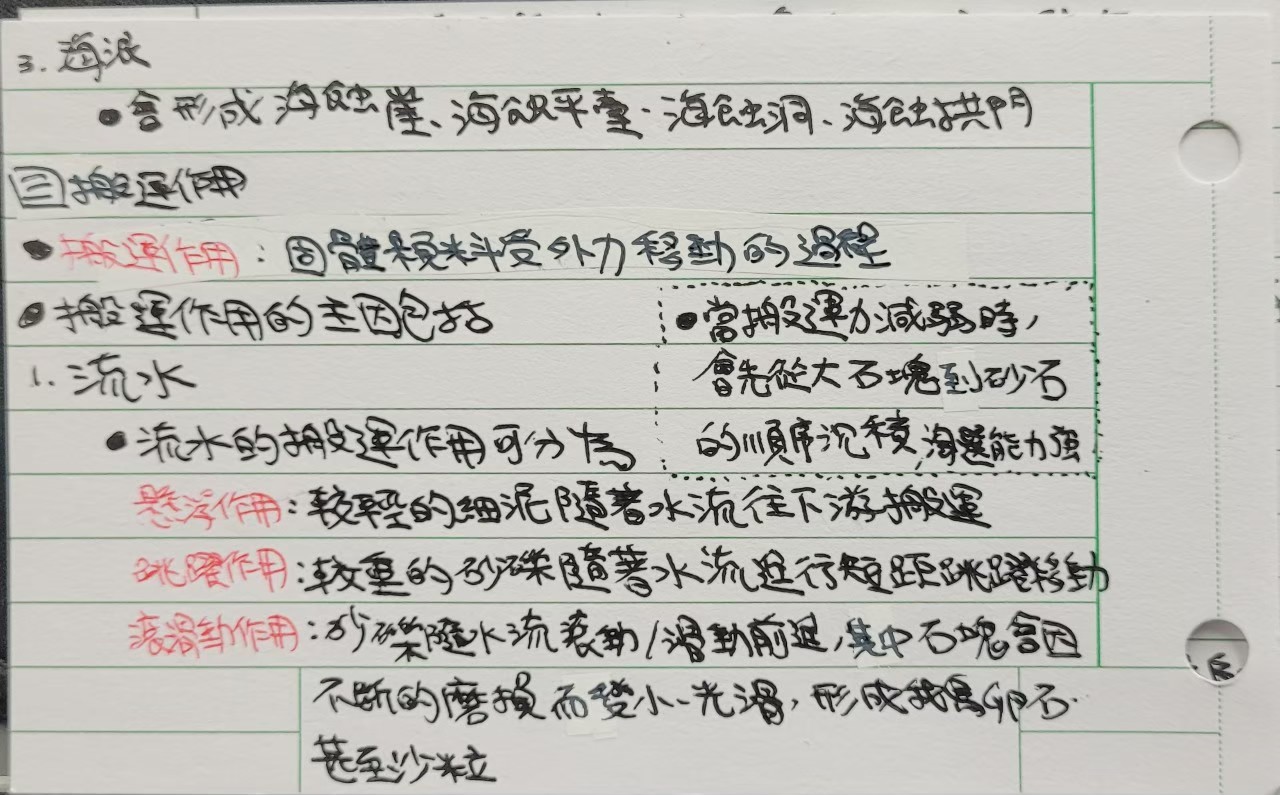 3. 海浪
• 會形成海蝕崖、海蝕平臺、海蝕洞、海蝕拱門
三 搬運作用
• 搬運作用：固體顆粒受外力移動的過程
• 搬運作用的主因包括
1. 流水
• 流水的搬運作用可分為
• 當搬運力減弱時，
會先從大石塊到砂石
的順序沉積，淘選能力強
懸浮作用：較輕的細泥隨著水流往下游搬運
跳躍作用：較重的砂礫隨著水流進行短距跳躍移動
滾滑動作用：砂礫隨水流滾動/滑動前進，其中石塊會因
不斷的磨損而變小、光滑，形成鵝卵石、
甚至沙粒